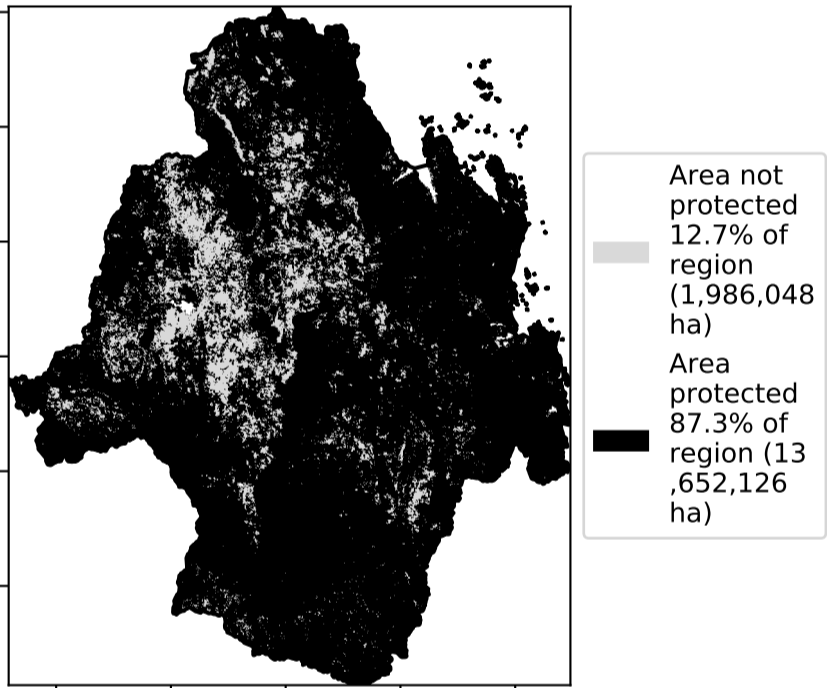 Area not
protected
12.7% of
region
(1,986,048
ha)
Area
protected
87.3% of
region (13
,652,126
ha)